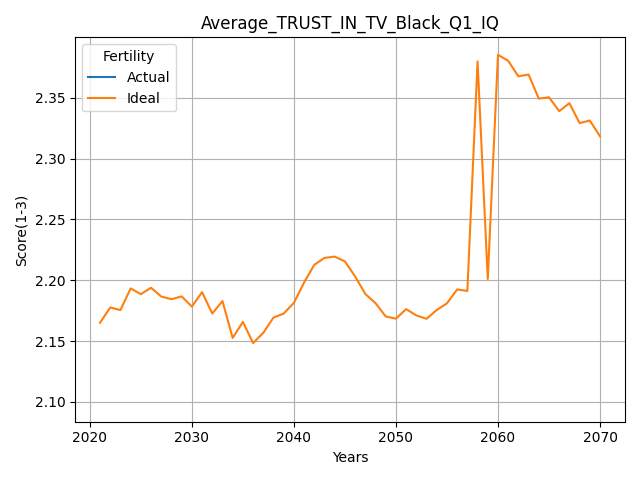 Average_TRUST_IN_TV_Black_Q1_IQ
Fertility
Actual
Ideal
Score(1-3)
2.35
2.30
2.25
2.20
2.15
2.10
2020 2030 2040 2050 2060 2070
Years